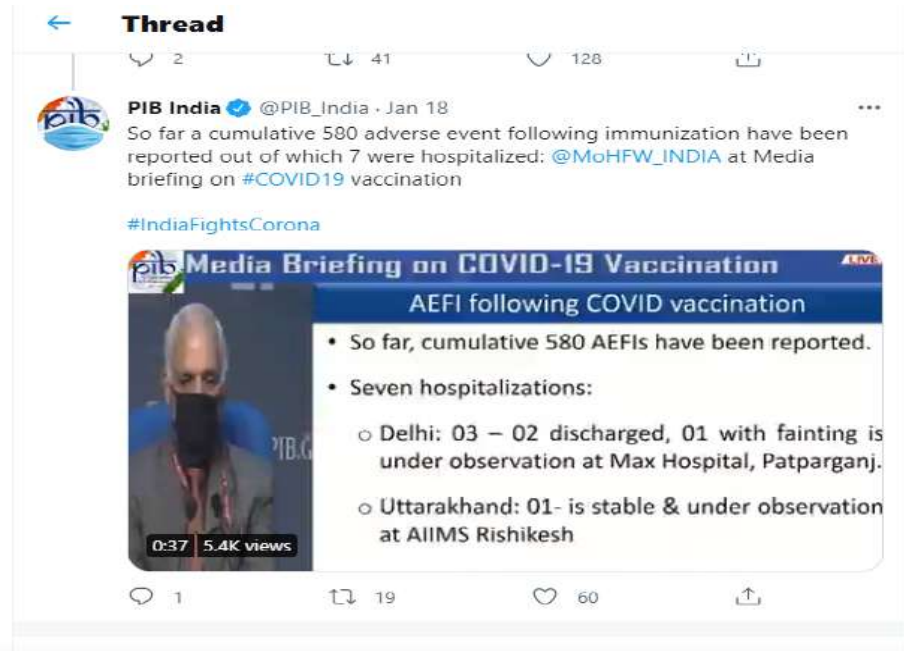 Thread
2 41 128
PIB India @PIB_India · Jan 18 ...
So far a cumulative 580 adverse event following immunization have been
reported out of which 7 were hospitalized: @MoHFW_INDIA at Media
briefing on #COVID19 vaccination
#IndiaFightsCorona
pib Media Briefing on COVID-19 Vaccination LIVE
AEFI following COVID vaccination
• So far, cumulative 580 AEFIs have been reported.
• Seven hospitalizations:
○ Delhi: 03 – 02 discharged, 01 with fainting is
under observation at Max Hospital, Patparganj.
○ Uttarakhand: 01- is stable & under observation
at AIIMS Rishikesh
PIB.G
0:37 5.4K views
1 19 60